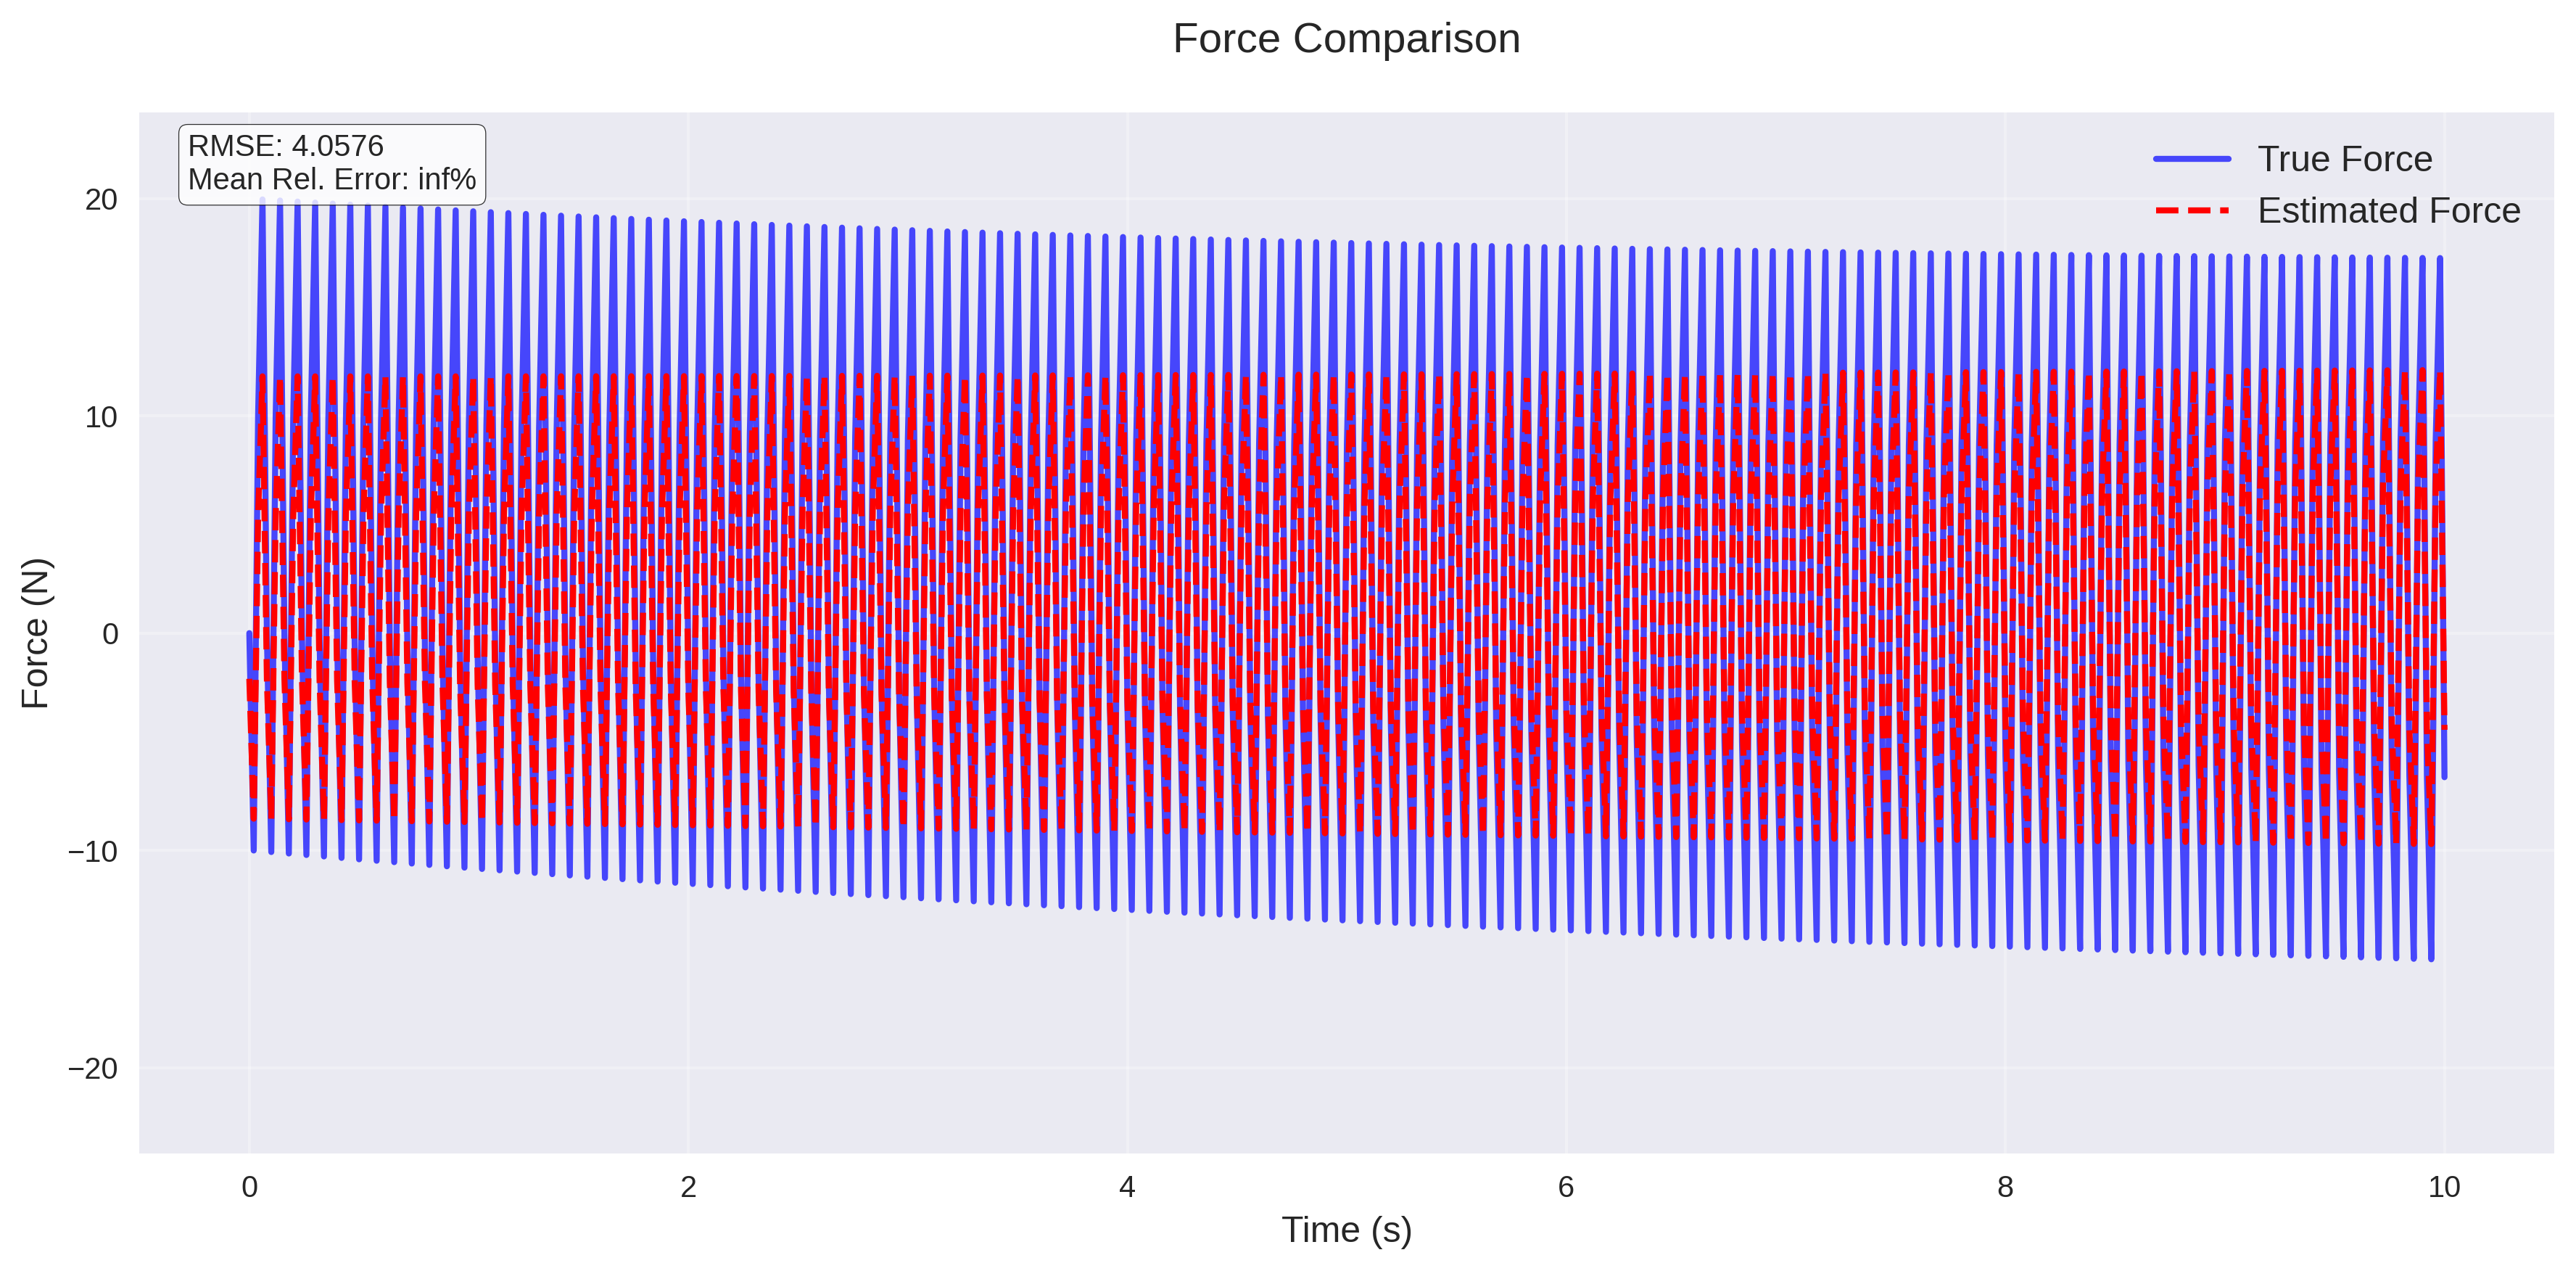 Force Comparison
RMSE: 4.0576
Mean Rel. Error: inf%
True Force
Estimated Force
Force (N)
20
10
0
−10
−20
0 2 4 6 8 10
Time (s)